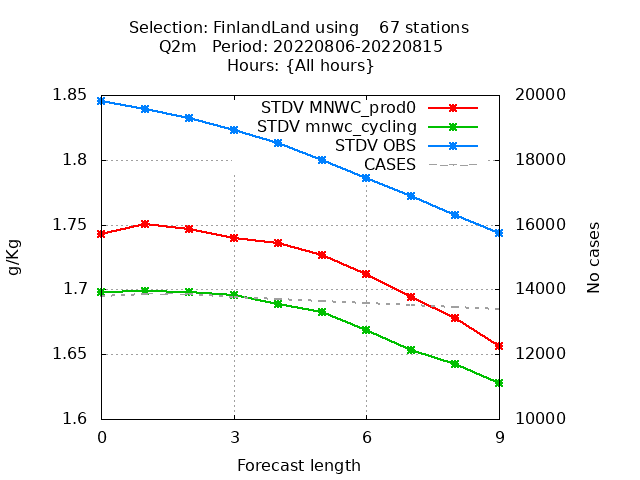 Selection: FinlandLand using    67 stations
Q2m   Period: 20220806-20220815
Hours: {All hours}
STDV MNWC_prod0
STDV mnwc_cycling
STDV OBS
CASES
1.85
1.8
1.75
1.7
1.65
1.6
g/Kg
20000
18000
16000
14000
12000
10000
No cases
0 3 6 9
Forecast length